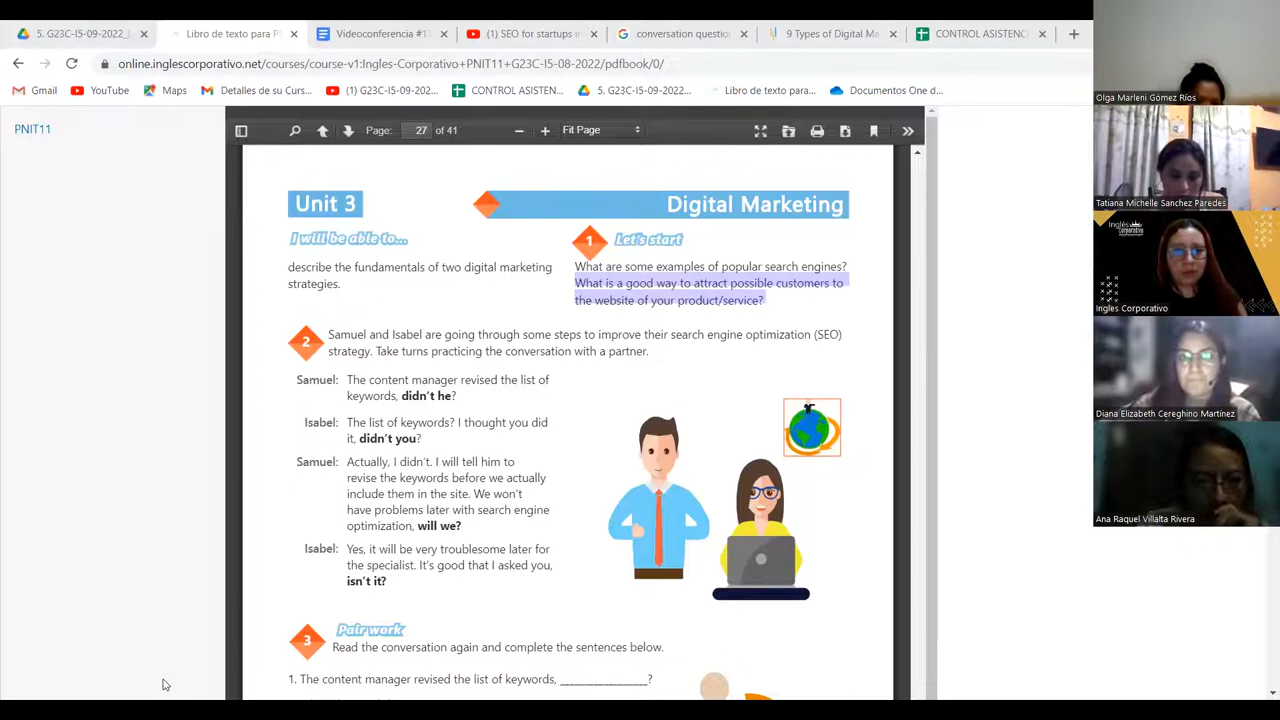 5. G23C-I5-09-2022_
Libro de texto para P
Videoconferencia #1
(1) SEO for startups i
conversation questio
9 Types of Digital Ma
CONTROL ASISTENC
online.inglescorporativo.net/courses/course-v1:Ingles-Corporativo+PNIT11+G23C-I5-08-2022/pdfbook/0/
Gmail
YouTube
Maps
Detalles de su Curs...
(1) G23C-I5-09-202...
CONTROL ASISTEN...
5. G23C-I5-09-2022...
Libro de texto para...
Documentos One d
PNIT11
Page: 27 of 41
Fit Page
Unit 3
Digital Marketing
I will be able to...
describe the fundamentals of two digital marketing
strategies.
1
Let's start
What are some examples of popular search engines?
What is a good way to attract possible customers to
the website of your product/service?
2
Samuel and Isabel are going through some steps to improve their search engine optimization (SEO)
strategy. Take turns practicing the conversation with a partner.
Samuel: The content manager revised the list of
keywords, didn't he?
Isabel: The list of keywords? I thought you did
it, didn't you?
Samuel: Actually, I didn't. I will tell him to
revise the keywords before we actually
include them in the site. We won't
have problems later with search engine
optimization, will we?
Isabel: Yes, it will be very troublesome later for
the specialist. It's good that I asked you,
isn't it?
3
Pair work
Read the conversation again and complete the sentences below.
1. The content manager revised the list of keywords, ________________?
Olga Marleni Gómez Ríos
Tatiana Michelle Sanchez Paredes
Inglés
Corporativo
Ingles Corporativo
Diana Elizabeth Cereghino Martínez
Ana Raquel Villalta Rivera